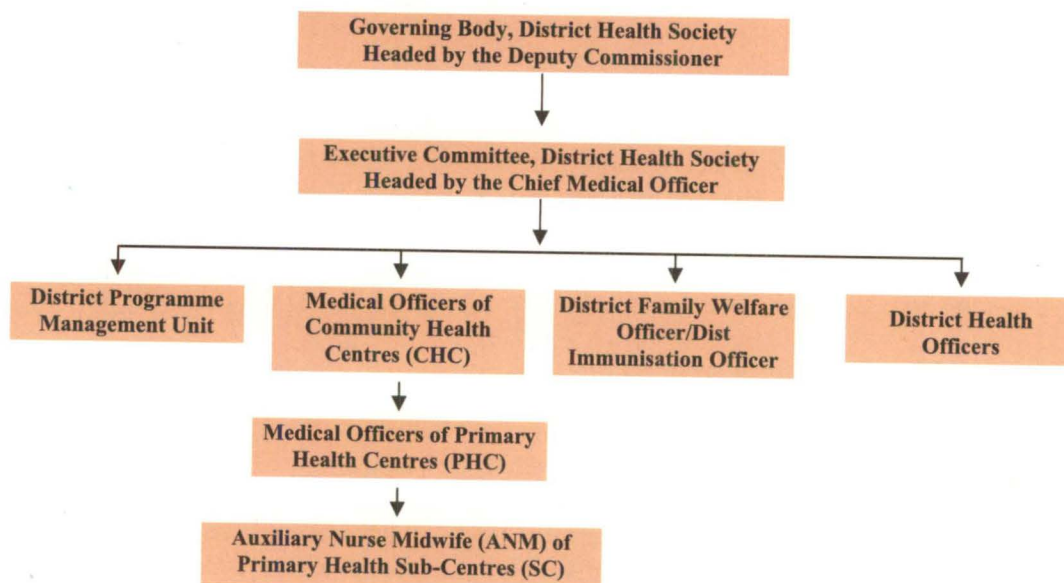 Governing Body, District Health Society
Headed by the Deputy Commissioner
Executive Committee, District Health Society
Headed by the Chief Medical Officer
District Programme
Management Unit
Medical Officers of
Community Health
Centres (CHC)
District Family Welfare
Officer/Dist
Immunisation Officer
District Health
Officers
Medical Officers of Primary
Health Centres (PHC)
Auxiliary Nurse Midwife (ANM) of
Primary Health Sub-Centres (SC)